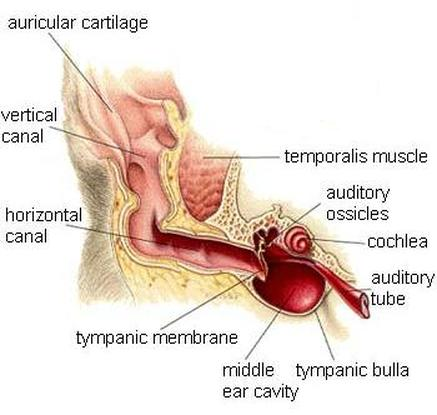 auricular cartilage
vertical
canal
temporalis muscle
auditory
ossicles
horizontal
canal
cochlea
auditory
tube
tympanic membrane
middle
ear cavity
tympanic bulla